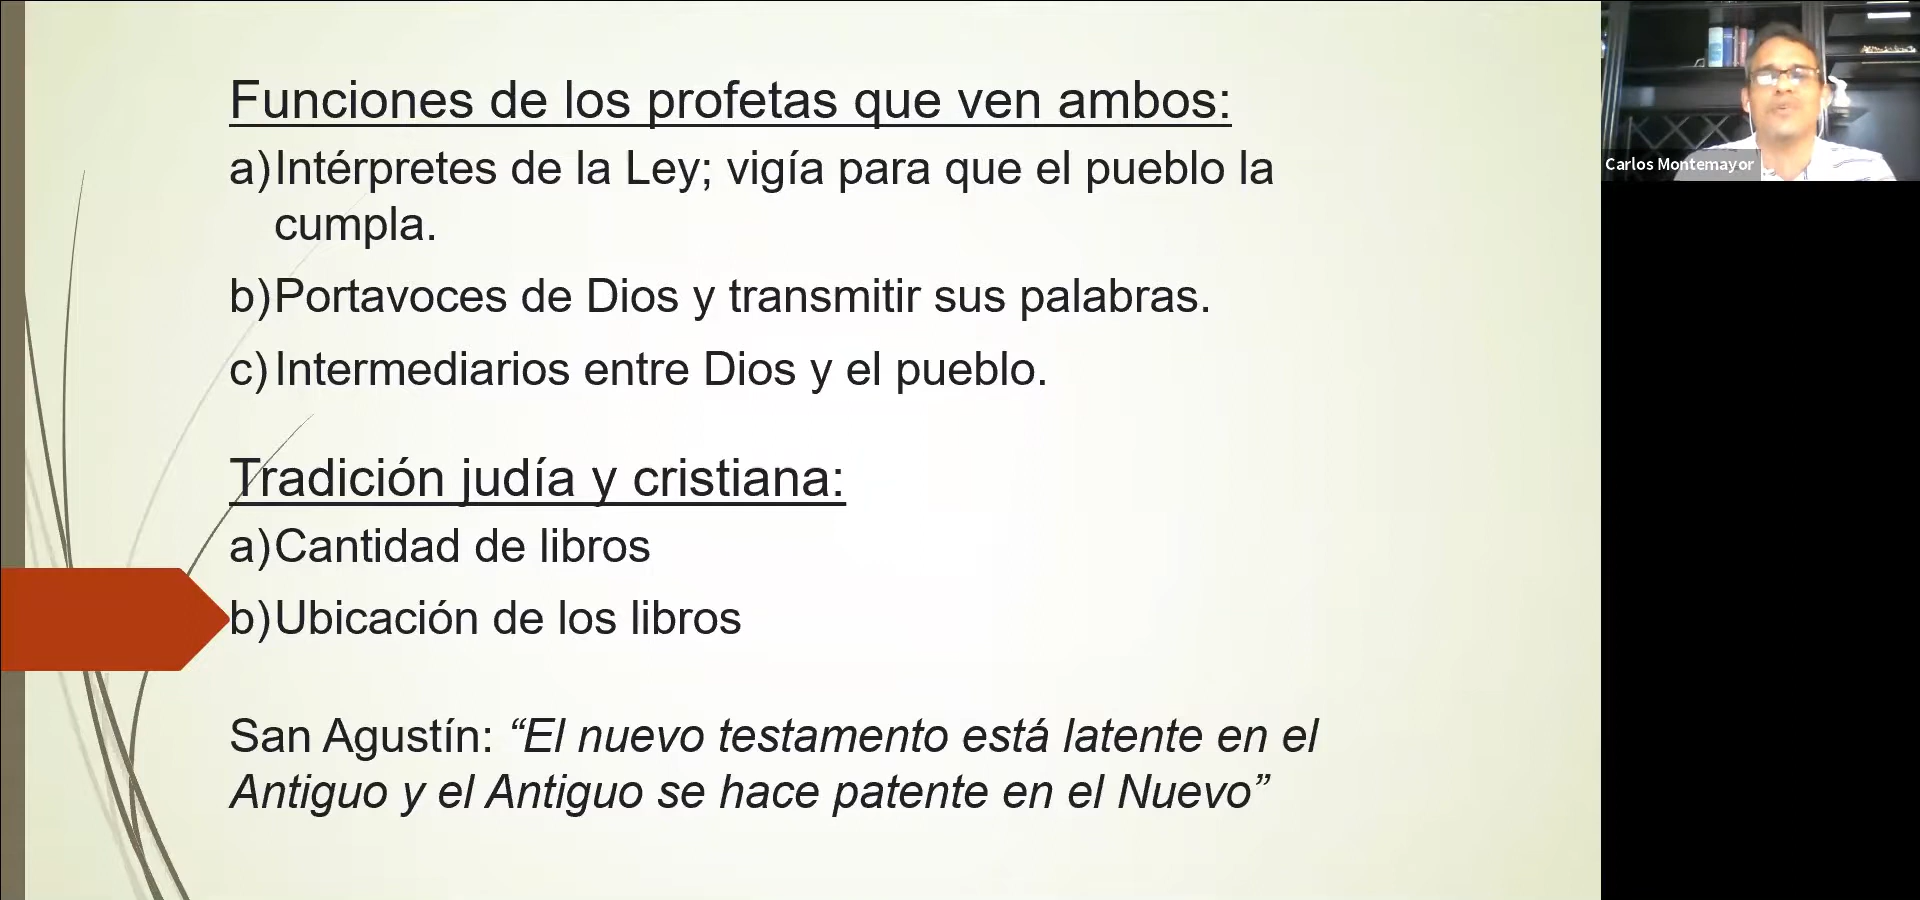 Funciones de los profetas que ven ambos:
a) Intérpretes de la Ley; vigía para que el pueblo la
cumpla.
b) Portavoces de Dios y transmitir sus palabras.
c) Intermediarios entre Dios y el pueblo.
Tradición judía y cristiana:
a) Cantidad de libros
b) Ubicación de los libros
San Agustín: “El nuevo testamento está latente en el
Antiguo y el Antiguo se hace patente en el Nuevo”
Carlos Montemayor